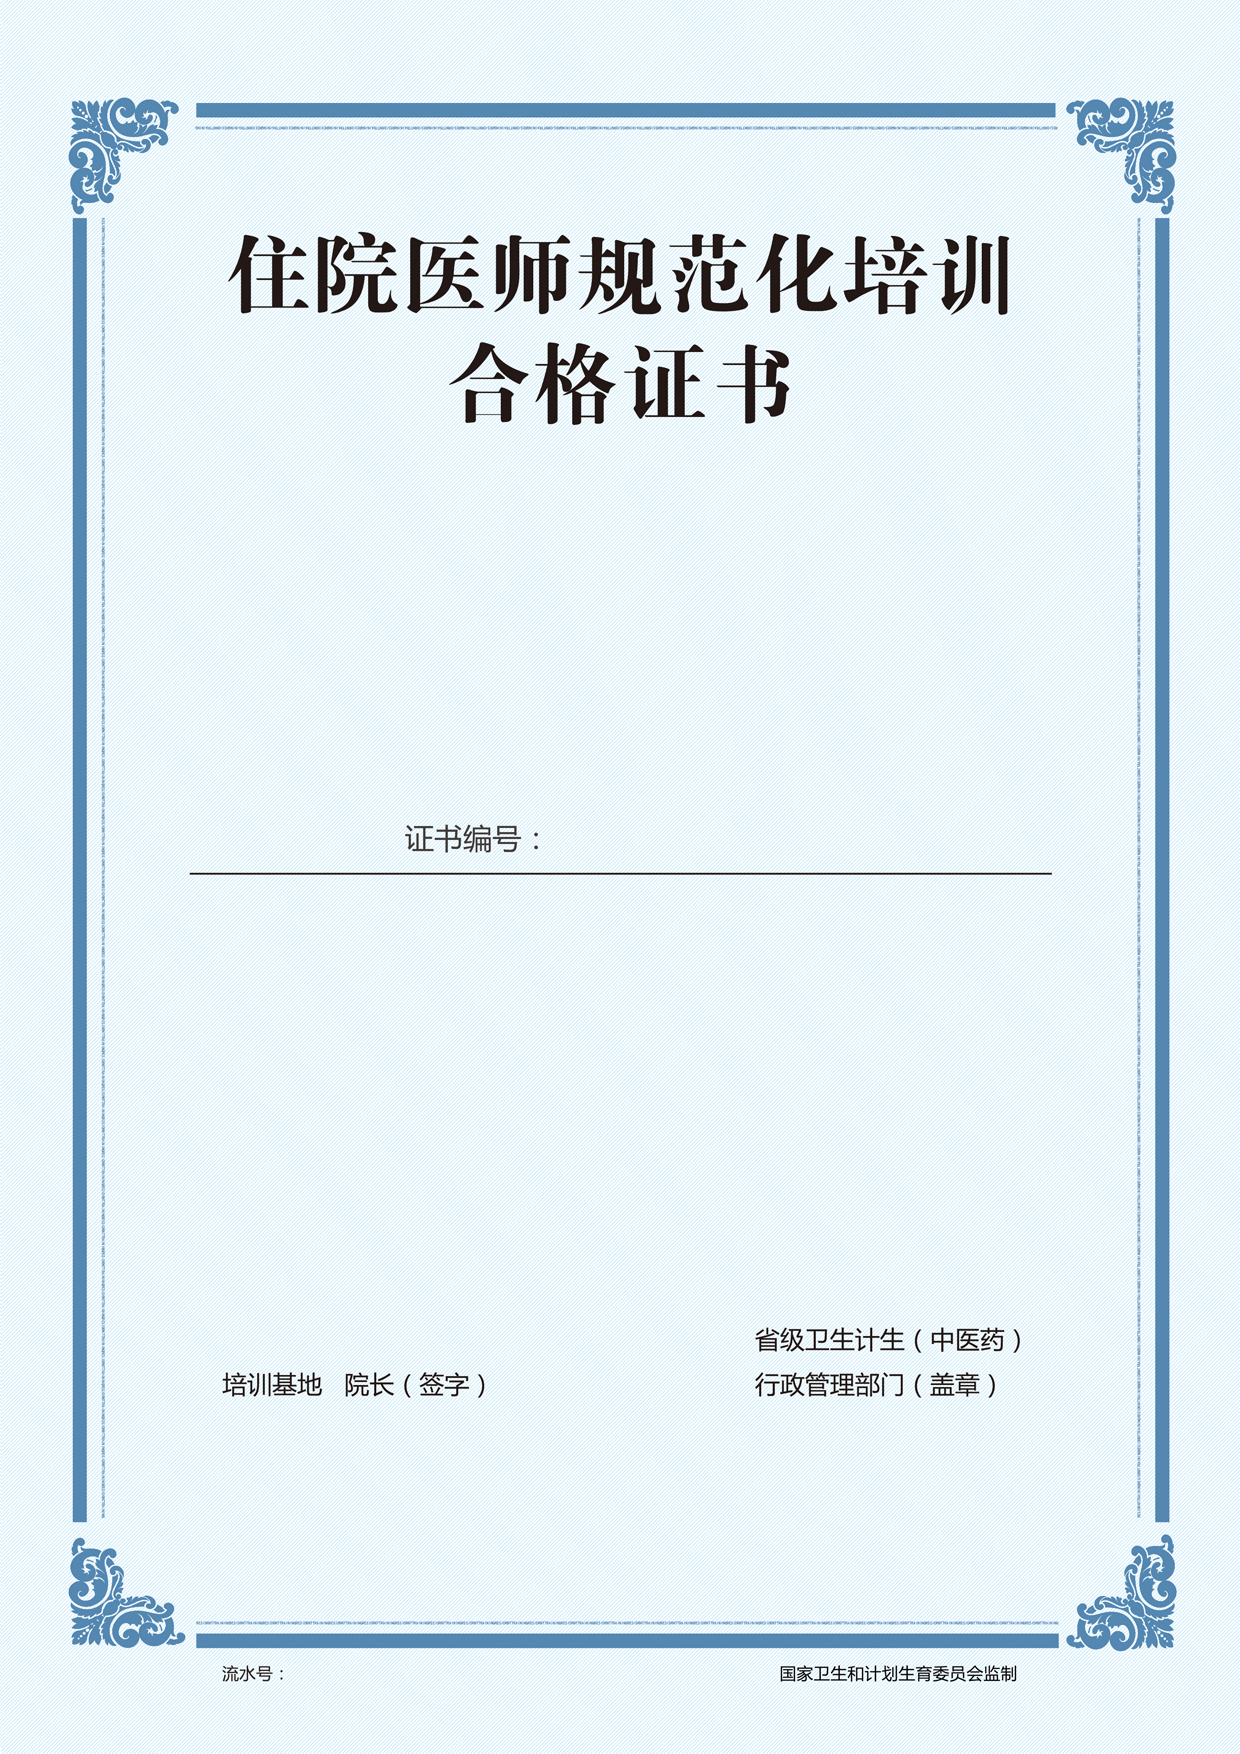 住院医师规范化培训
合格证书
证书编号：
省级卫生计生（中医药）
培训基地 院长（签字）
行政管理部门（盖章）
流水号：
国家卫生和计划生育委员会监制